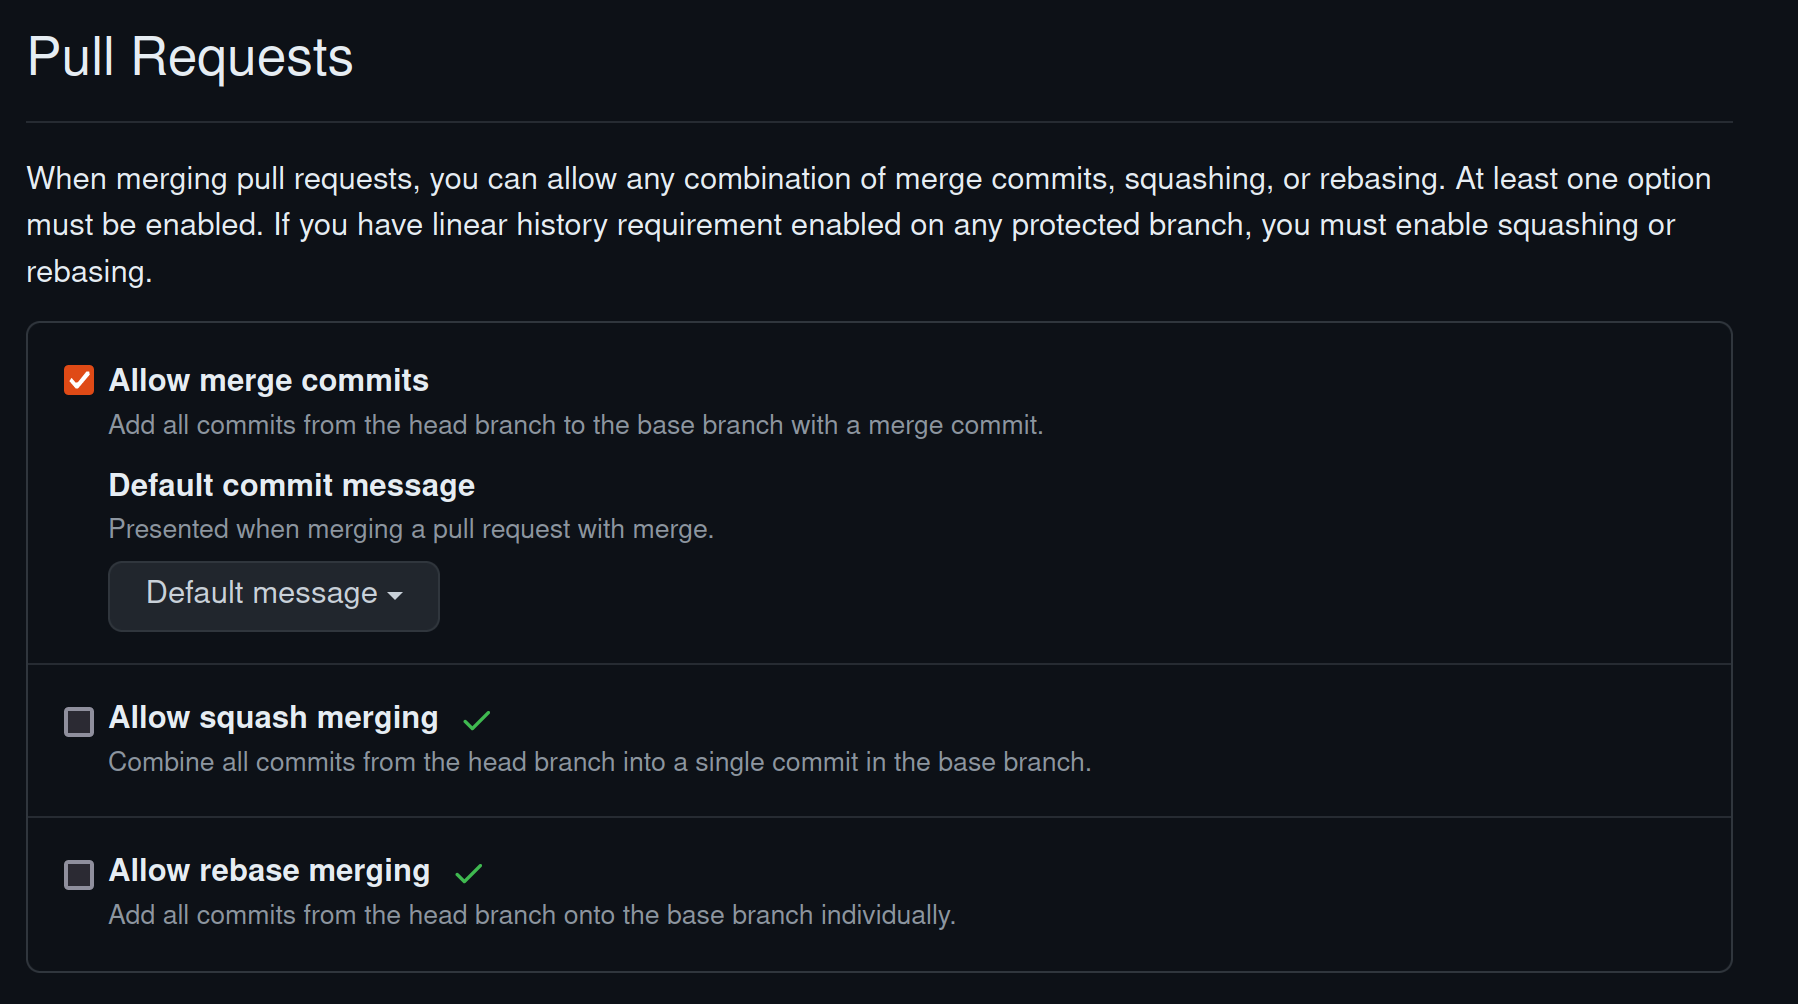 Pull Requests
When merging pull requests, you can allow any combination of merge commits, squashing, or rebasing. At least one option
must be enabled. If you have linear history requirement enabled on any protected branch, you must enable squashing or
rebasing.
Allow merge commits
Add all commits from the head branch to the base branch with a merge commit.
Default commit message
Presented when merging a pull request with merge.
Default message
Allow squash merging
Combine all commits from the head branch into a single commit in the base branch.
Allow rebase merging
Add all commits from the head branch onto the base branch individually.